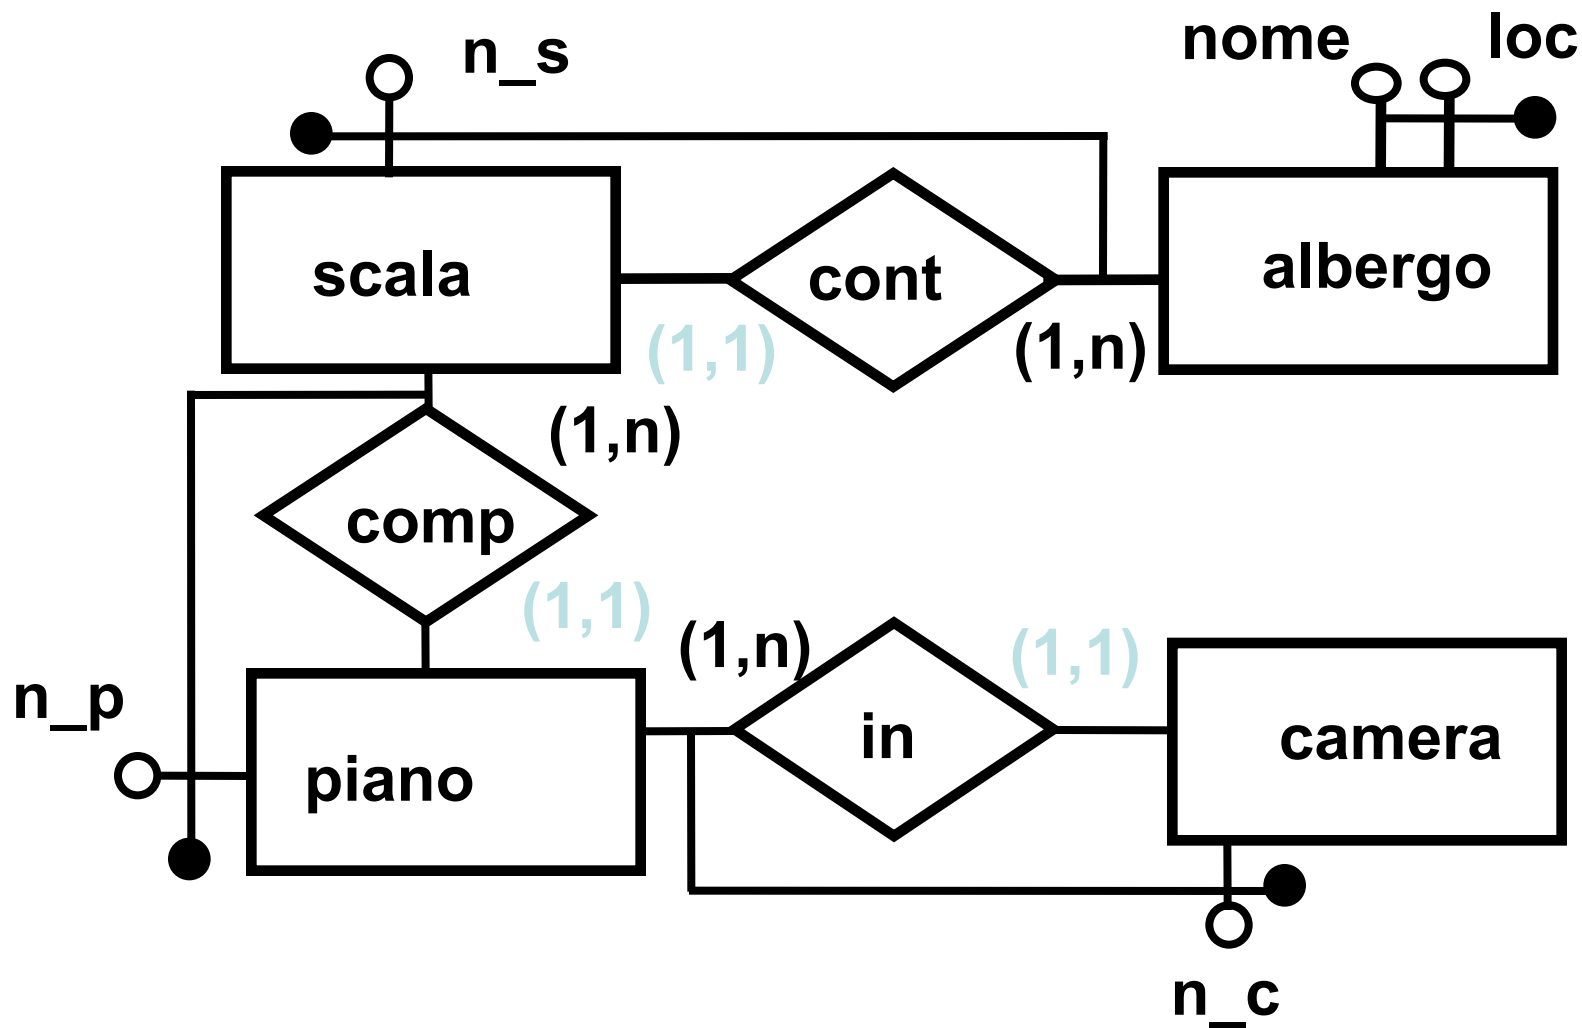 n_s
nome
loc
scala
cont
albergo
(1,1)
(1,n)
(1,n)
comp
(1,1)
(1,n)
(1,1)
n_p
piano
in
camera
n_c